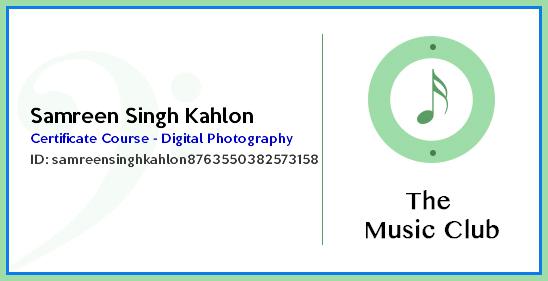 Samreen Singh Kahlon
Certificate Course - Digital Photography
ID: samreensinghkahlon8763550382573158
The
Music Club